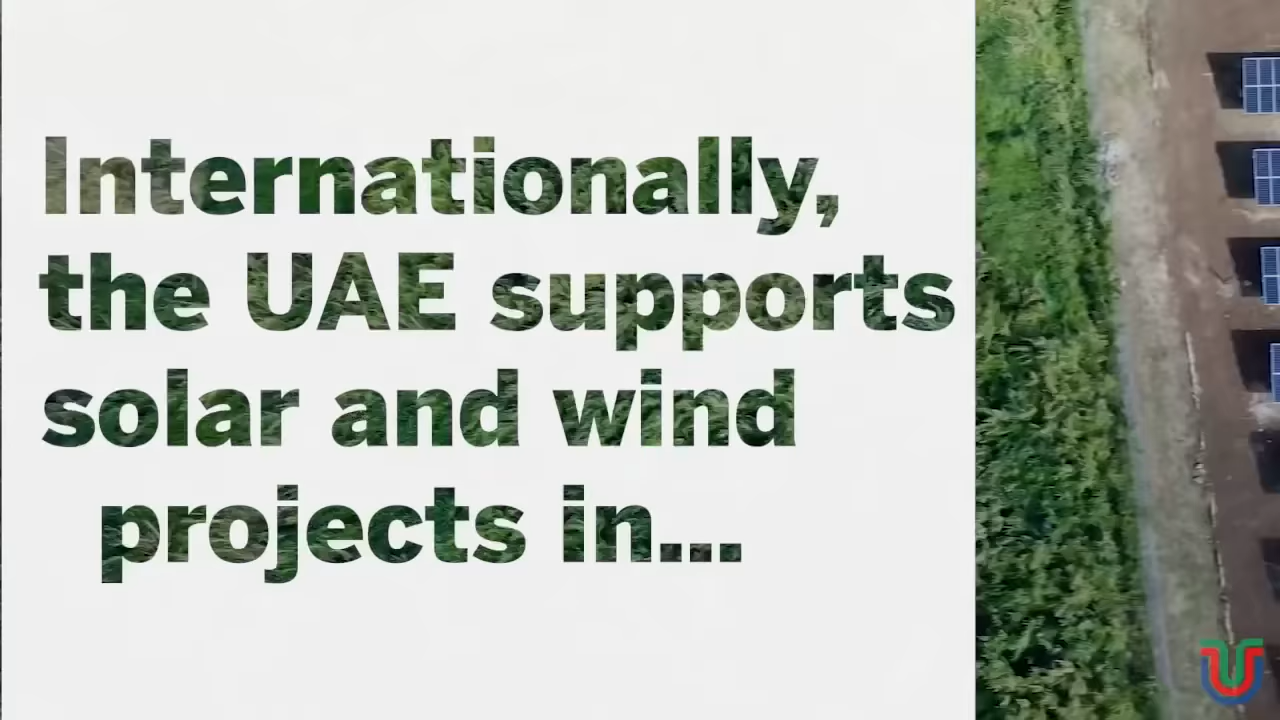 Internationally,
the UAE supports
solar and wind
projects in...